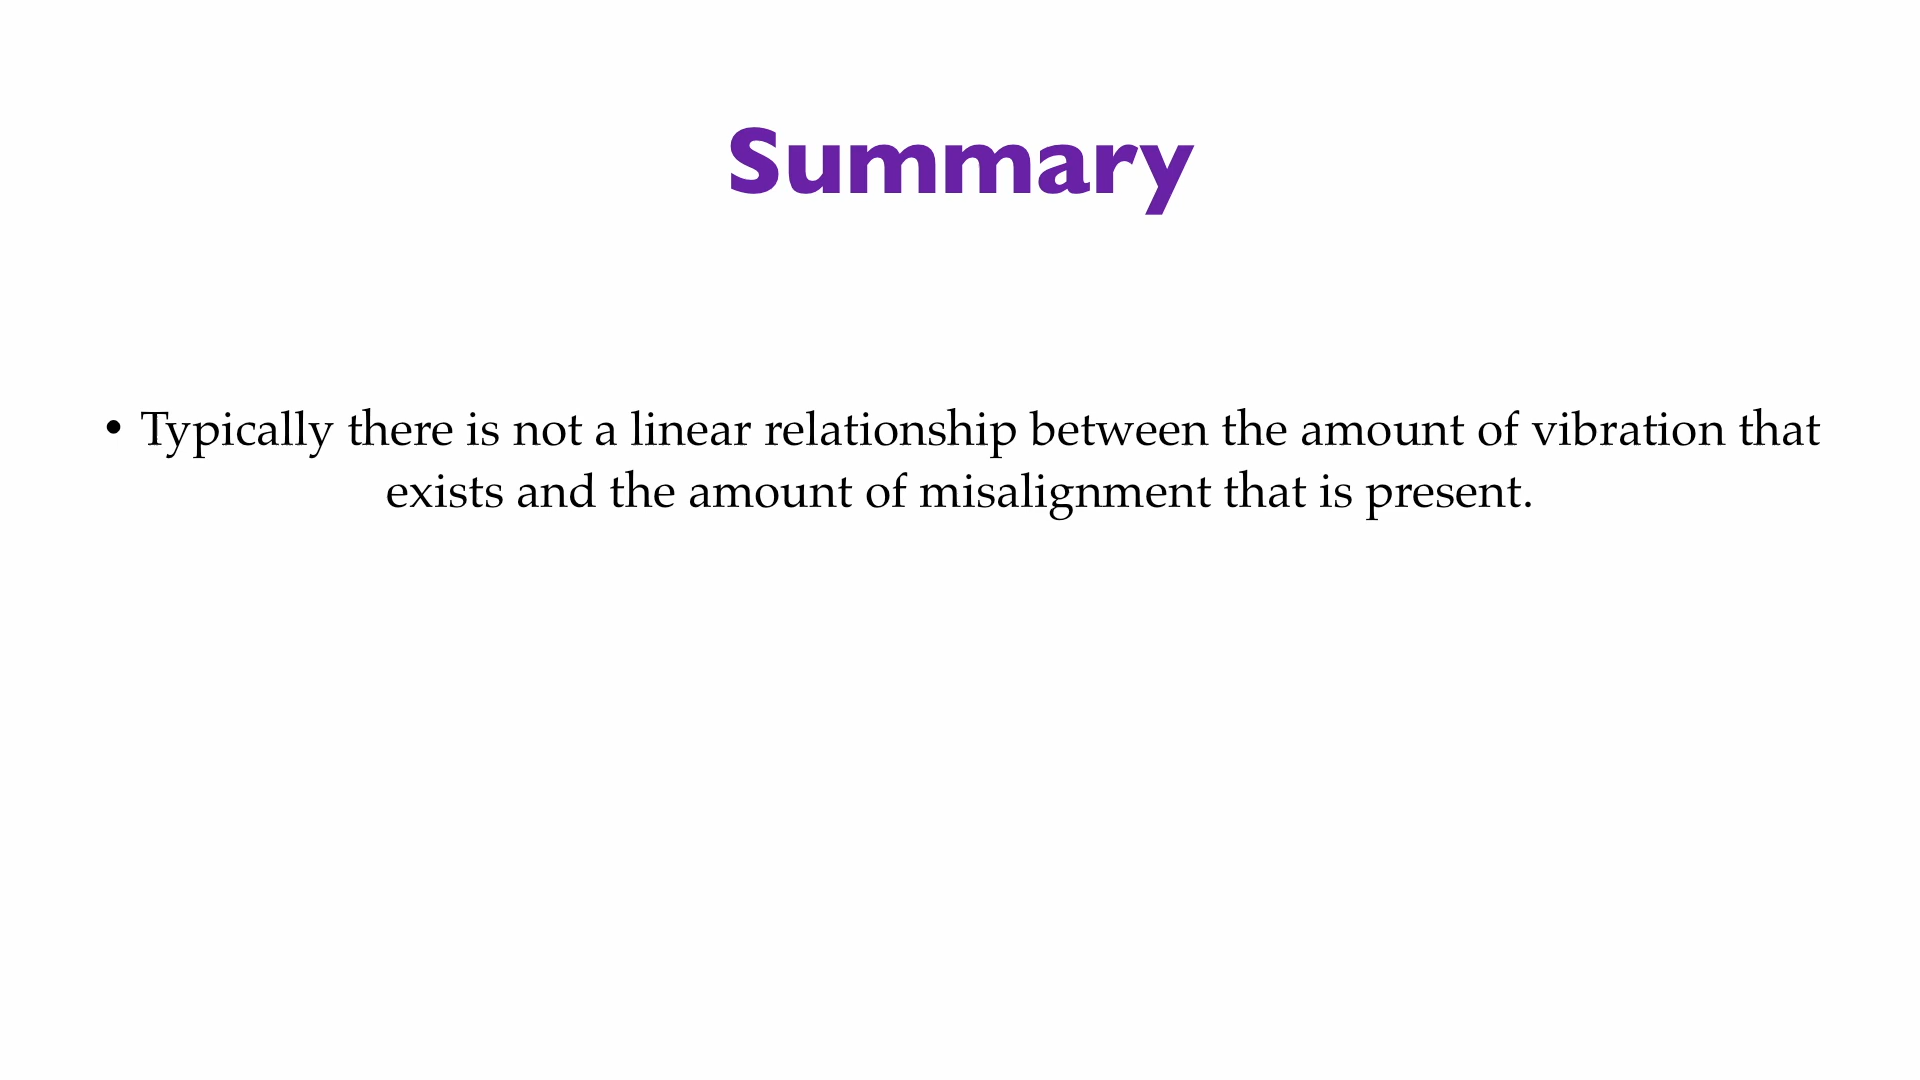 Summary
• Typically there is not a linear relationship between the amount of vibration that
exists and the amount of misalignment that is present.